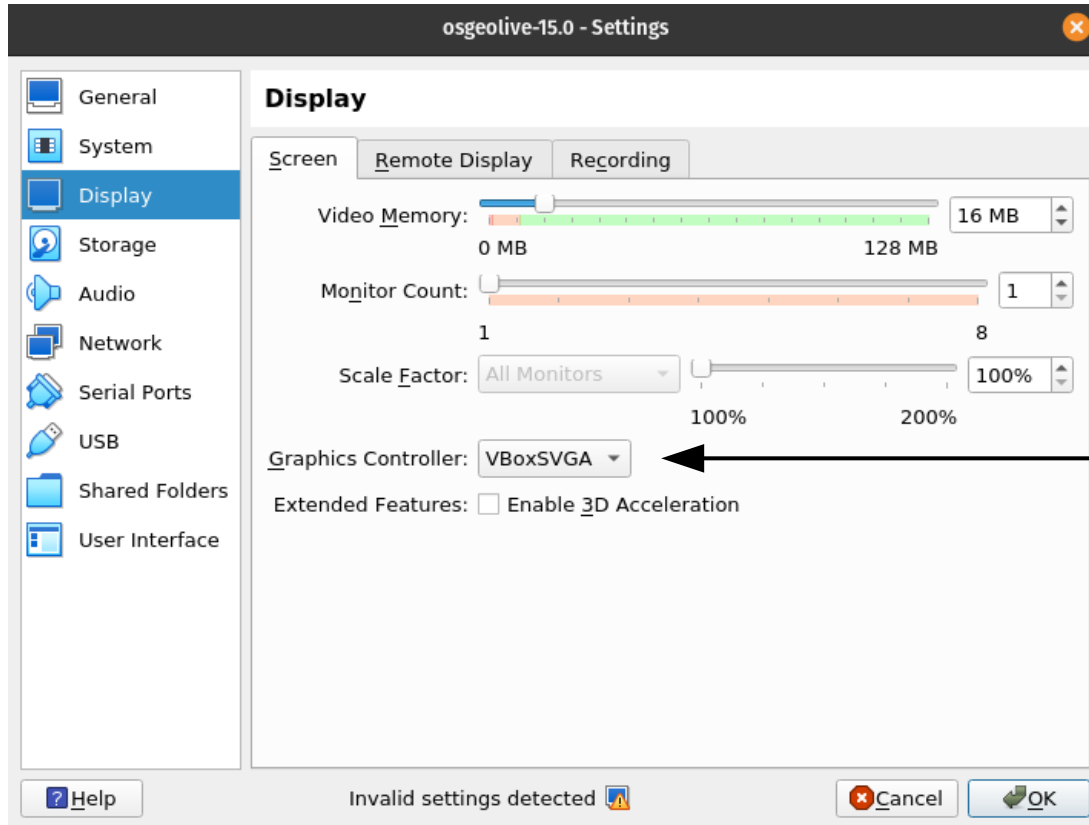 osgeolive-15.0 - Settings
General
System
Display
Storage
Audio
Network
Serial Ports
USB
Shared Folders
User Interface
Display
Screen
Remote Display
Recording
Video Memory:
16 MB
0 MB
128 MB
Monitor Count:
1
1
8
Scale Factor:
All Monitors
100%
100%
200%
Graphics Controller:
VBoxSVGA
Extended Features:
Enable 3D Acceleration
? Help
Invalid settings detected
Cancel
OK